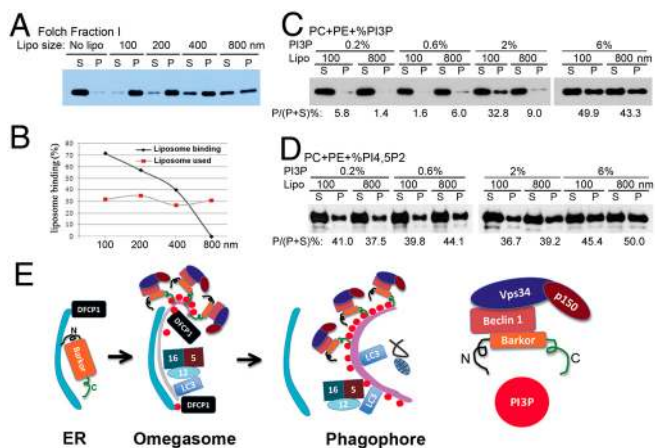 A
Folch Fraction I
Lipo size: No lipo 100 200 400 800 nm
S P S P S P S P S P
B
liposome binding (%)
80
70
60
50
40
30
20
10
0
Liposome binding
Liposome used
100 200 400 800 nm
C
PC+PE+%PI3P
PI3P 0.2% 0.6% 2% 6%
Lipo 100 800 100 800 100 800 100 800 nm
S P S P S P S P S P S P S P S P
P/(P+S)% 5.8 1.4 1.6 6.0 32.8 9.0 49.9 43.3
D
PC+PE+%PI4,5P2
PI3P 0.2% 0.6% 2% 6%
Lipo 100 800 nm 100 800 nm 100 800 nm 100 800 nm
S P S P S P S P S P S P S P S P
P/(P+S)%: 41.0 37.5 39.8 44.1 36.7 39.2 45.4 50.0
E
DFCP1
N
Barkor
C
ER
DFCP1
16 5
12
LC3
DFCP1
Omegasome
LC3
16 5
12
LC3
Phagophore
Vps34
p150
Beclin 1
Barkor
N
C
PI3P